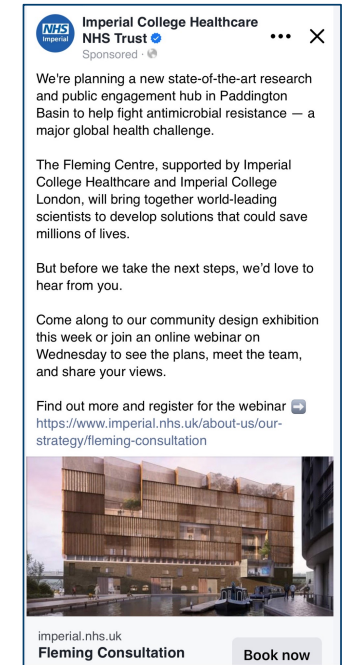 NHS
Imperial
Imperial College Healthcare
NHS Trust
Sponsored ·
We're planning a new state-of-the-art research
and public engagement hub in Paddington
Basin to help fight antimicrobial resistance — a
major global health challenge.
The Fleming Centre, supported by Imperial
College Healthcare and Imperial College
London, will bring together world-leading
scientists to develop solutions that could save
millions of lives.
But before we take the next steps, we'd love to
hear from you.
Come along to our community design exhibition
this week or join an online webinar on
Wednesday to see the plans, meet the team,
and share your views.
Find out more and register for the webinar ➡️
https://www.imperial.nhs.uk/about-us/our-
strategy/fleming-consultation
imperial.nhs.uk
Fleming Consultation
Book now